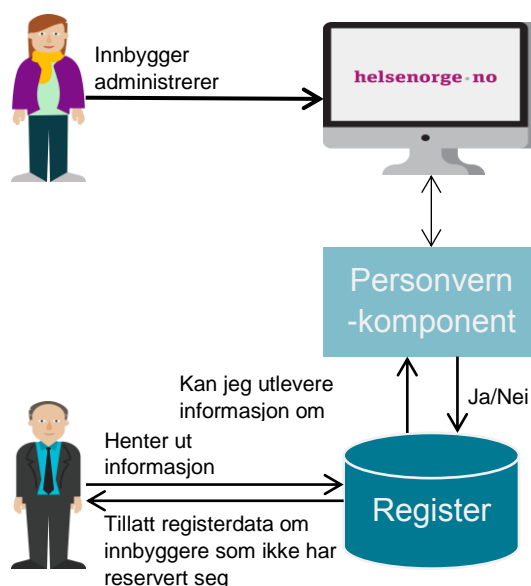 Innbygger
administrerer
helsenorge.no
Personvern
-komponent
Kan jeg utlevere
informasjon om
Ja/Nei
Henter ut
informasjon
Register
Tillatt registerdata om
innbyggere som ikke har
reservert seg